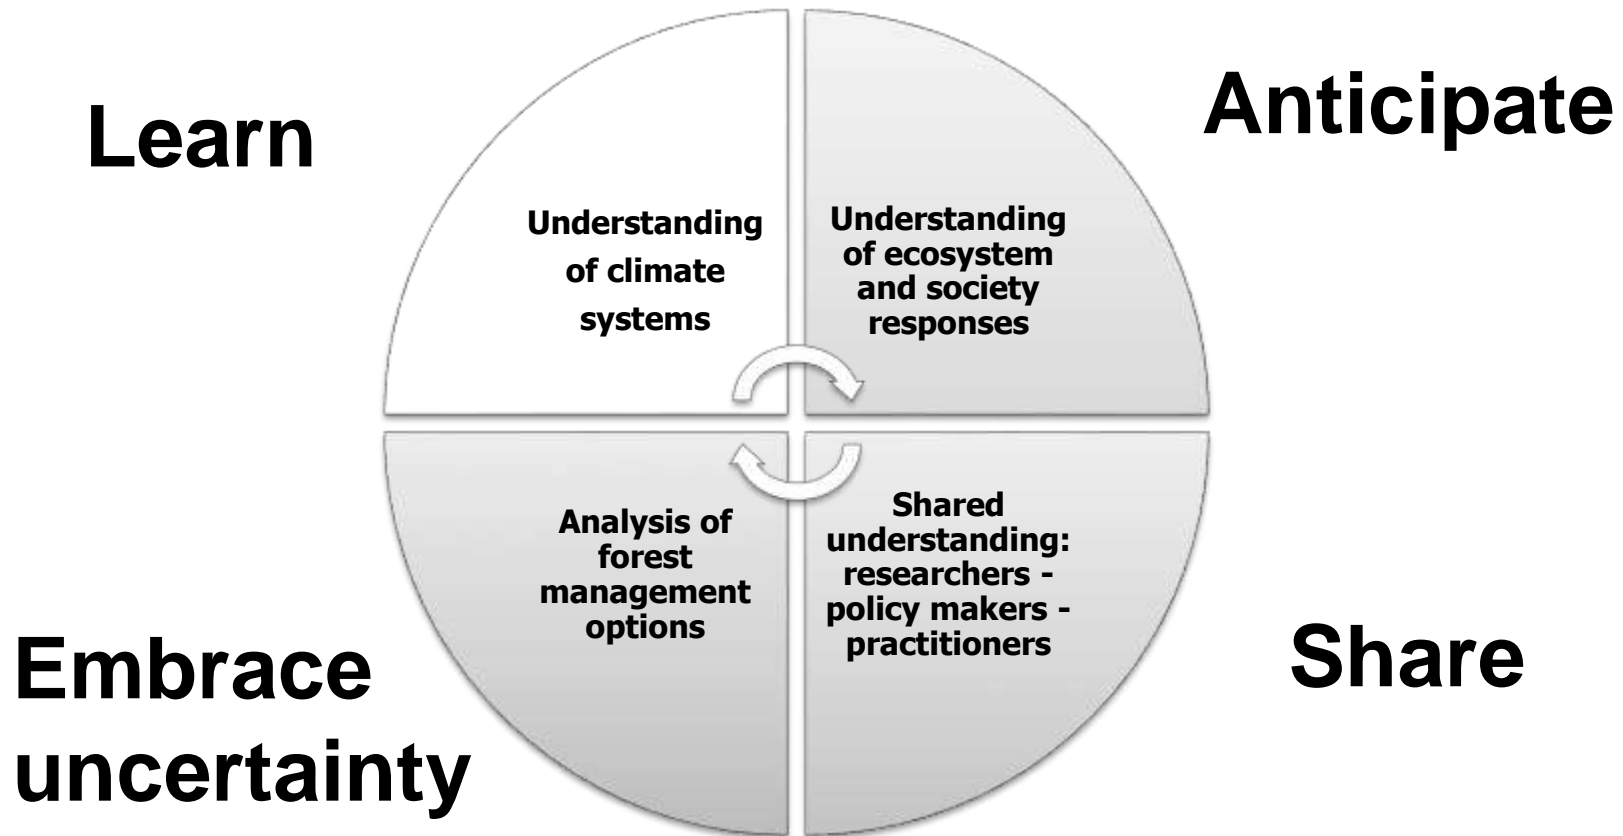 Learn
Anticipate
Understanding
of climate
systems
Understanding
of ecosystem
and society
responses
Analysis of
forest
management
options
Shared
understanding:
researchers -
policy makers -
practitioners
Embrace
uncertainty
Share